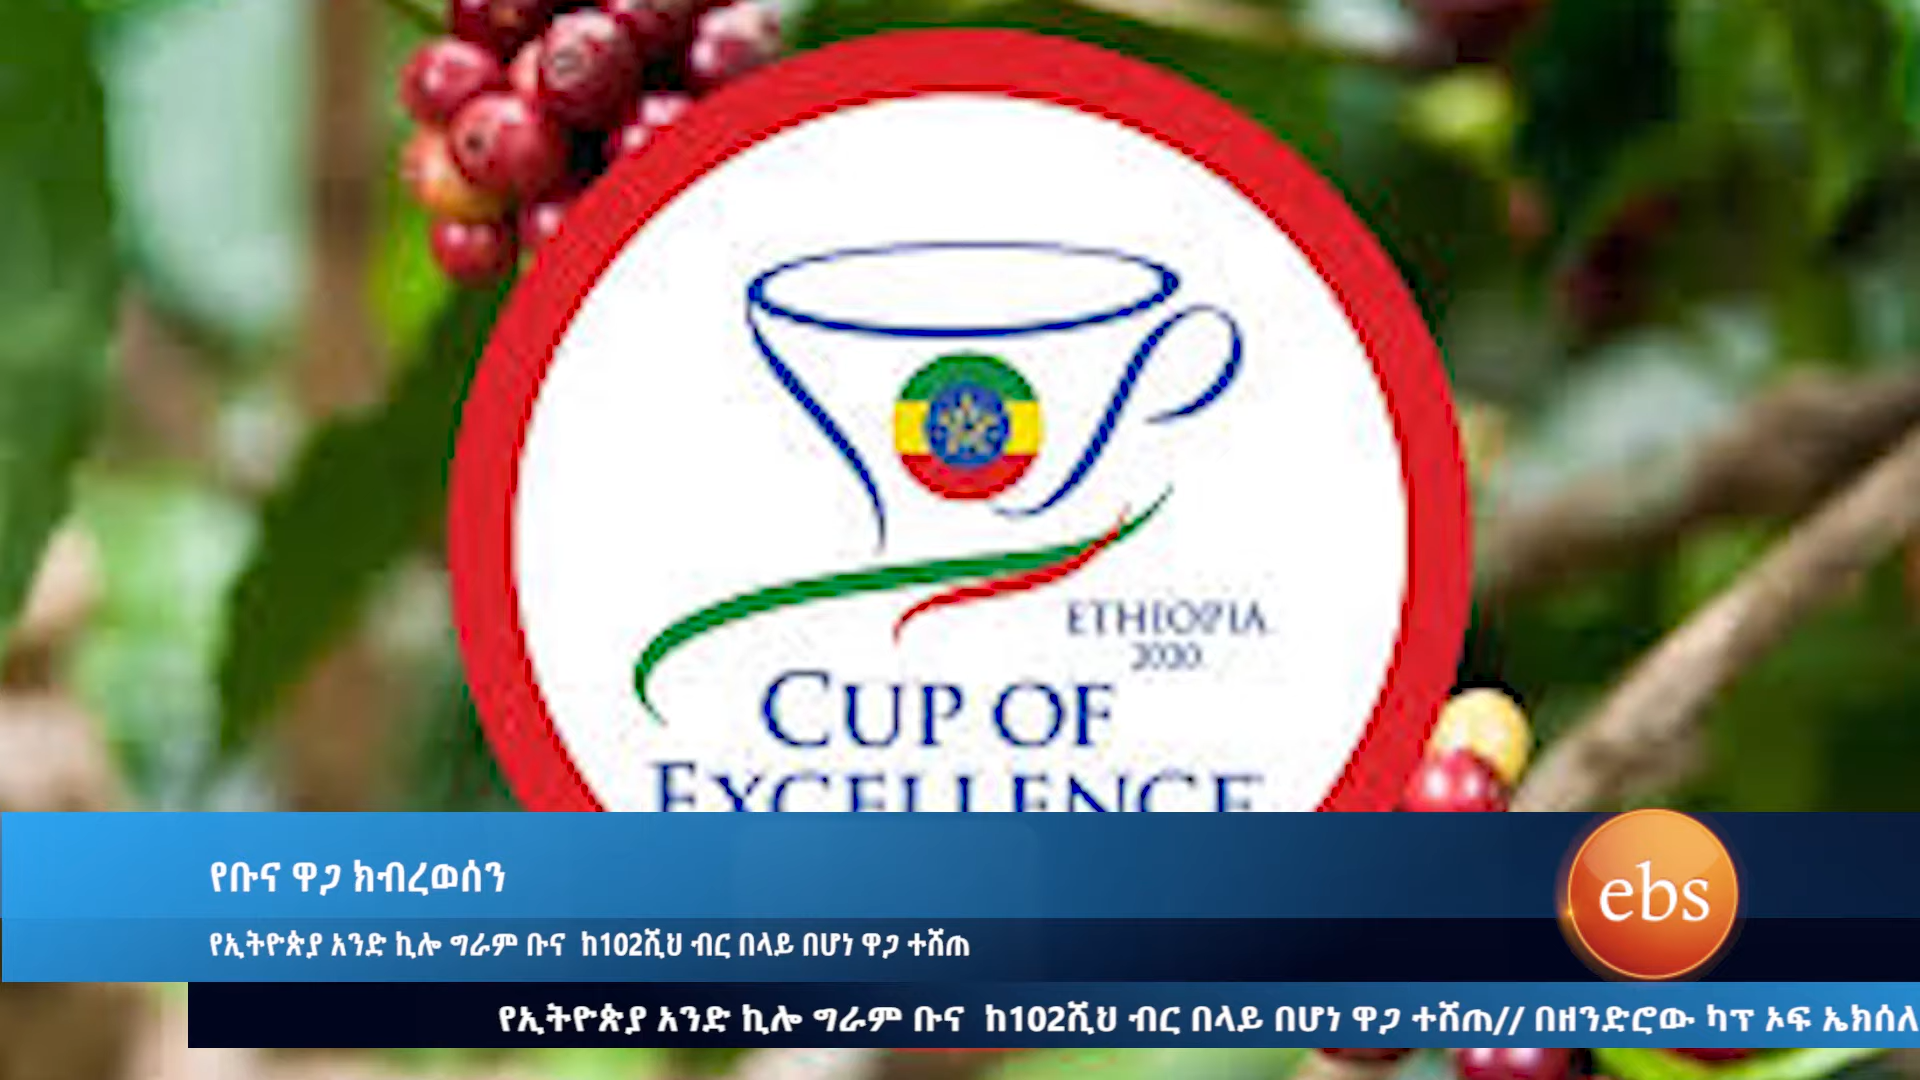 ETHIOPIA
2020
CUP OF
EXCELLENCE
የቡና ዋጋ ክብረወሰን
ebs
የኢትዮጵያ አንድ ኪሎ ግራም ቡና ከ102ሺህ ብር በላይ በሆነ ዋጋ ተሸጠ
የኢትዮጵያ አንድ ኪሎ ግራም ቡና ከ102ሺህ ብር በላይ በሆነ ዋጋ ተሸጠ// በዘንድሮው ካፕ ኦፍ ኤክሰለ